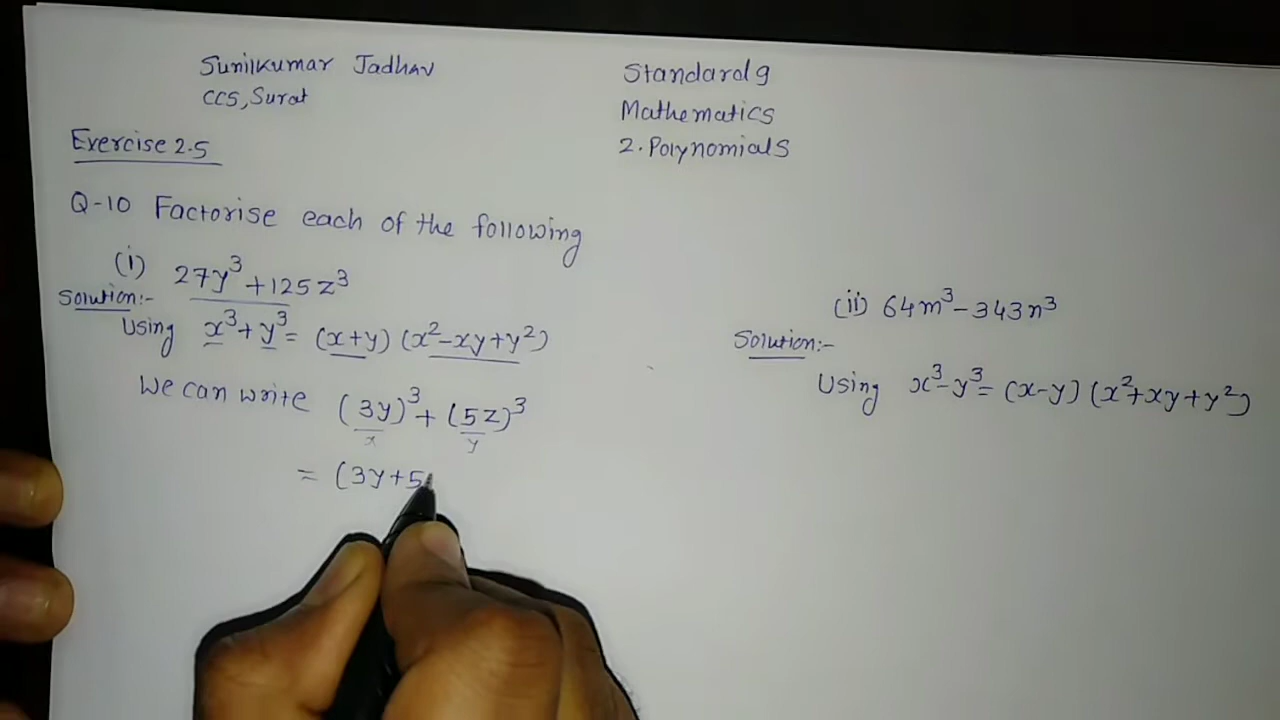 Sunilkumar Jadhav
CCS, Surat
Standard 9
Mathematics
2. Polynomials
Exercise 2.5
Q-10 Factorise each of the following
(i) 27y³ + 125z³
Solution:-
Using x³ + y³ = (x + y) (x² - xy + y²)
We can write (3y)³ + (5z)³
x y
= (3y + 5
(ii) 64m³ - 343n³
Solution:-
Using x³ - y³ = (x - y) (x² + xy + y²)